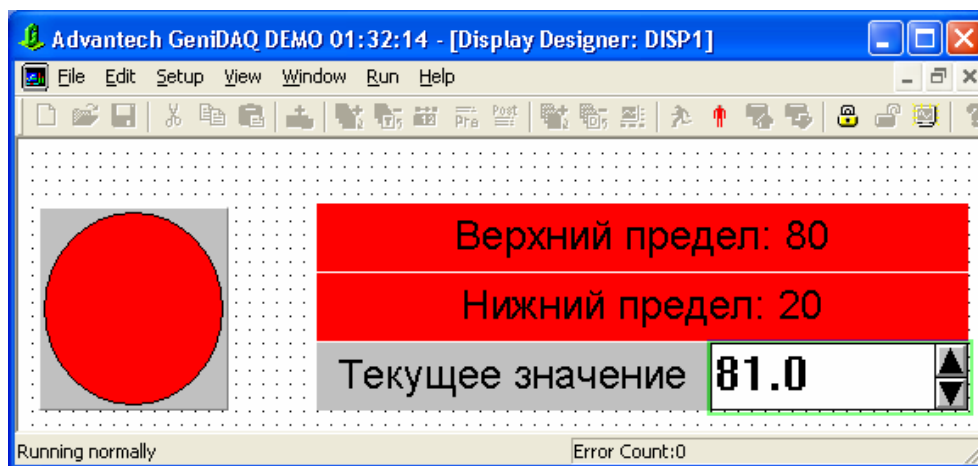 Advantech GeniDAQ DEMO 01:32:14 - [Display Designer: DISP1]
File Edit Setup View Window Run Help
Верхний предел: 80
Нижний предел: 20
Текущее значение 81.0
Running normally Error Count:0